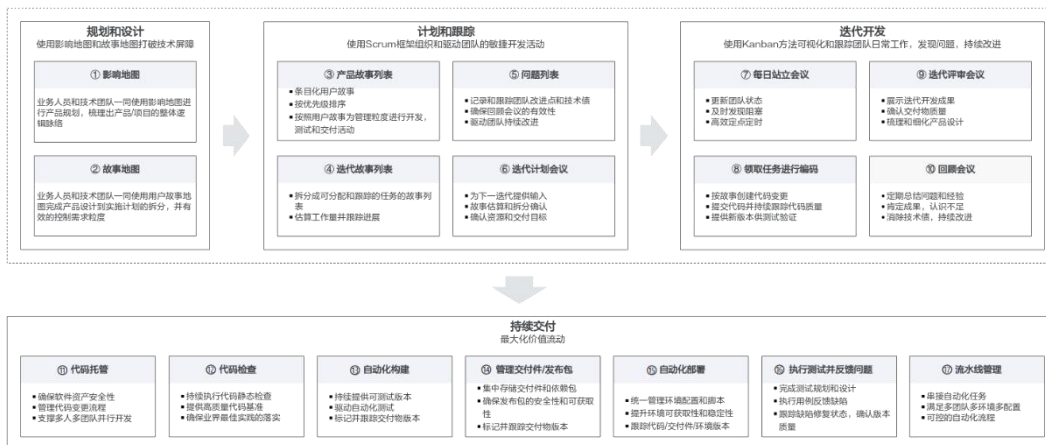 规划和设计
使用影响地图和故事地图打破技术屏障
① 影响地图
业务人员和技术团队一同使用影响地图进
行产品规划，梳理出产品/项目的整体逻
辑脉络
② 故事地图
业务人员和技术团队一同使用用户故事地
图完成产品设计到实施计划的拆分，并有
效的控制需求粒度
计划和跟踪
使用Scrum框架组织和驱动团队的敏捷开发活动
③ 产品故事列表
▪ 条目化用户故事
▪ 按优先级排序
▪ 按照用户故事为管理粒度进行开发，
测试和交付活动
⑤ 问题列表
▪ 记录和跟踪团队改进点和技术债
▪ 确保回顾会议的有效性
▪ 驱动团队持续改进
④ 迭代故事列表
▪ 拆分成可分配和跟踪的任务的故事列
表
▪ 估算工作量并跟踪进展
⑥ 迭代计划会议
▪ 为下一迭代提供输入
▪ 故事估算和拆分确认
▪ 确认资源和交付目标
迭代开发
使用Kanban方法可视化和跟踪团队日常工作，发现问题，持续改进
⑦ 每日站立会议
▪ 更新团队状态
▪ 及时发现阻塞
▪ 高效定点定时
⑨ 迭代评审会议
▪ 展示迭代开发成果
▪ 确认交付物质量
▪ 梳理和细化产品设计
⑧ 领取任务进行编码
▪ 按故事创建代码变更
▪ 提交代码并持续跟踪代码质量
▪ 提供新版本供测试验证
⑩ 回顾会议
▪ 定期总结问题和经验
▪ 肯定成果，认识不足
▪ 消除技术债，持续改进
持续交付
最大化价值流动
⑪ 代码托管
▪ 确保软件资产安全性
▪ 管理代码变更流程
▪ 支撑多人多团队并行开发
⑫ 代码检查
▪ 持续执行代码静态检查
▪ 提供高质量代码基准
▪ 确保业界最佳实践的落实
⑬ 自动化构建
▪ 持续提供可测试版本
▪ 驱动自动化测试
▪ 标记并跟踪交付物版本
⑭ 管理交付件/发布包
▪ 集中存储交付件和依赖包
▪ 确保发布包的安全性和可获取
性
▪ 标记并跟踪交付物版本
⑮ 自动化部署
▪ 统一管理环境配置和脚本
▪ 提升环境可获取性和稳定性
▪ 跟踪代码/交付件/环境版本
⑯ 执行测试并反馈问题
▪ 完成测试规划和设计
▪ 执行用例反馈缺陷
▪ 跟踪缺陷修复状态，确认版本
质量
⑰ 流水线管理
▪ 串接自动化任务
▪ 满足多团队多环境多配置
▪ 可控的自动化流程